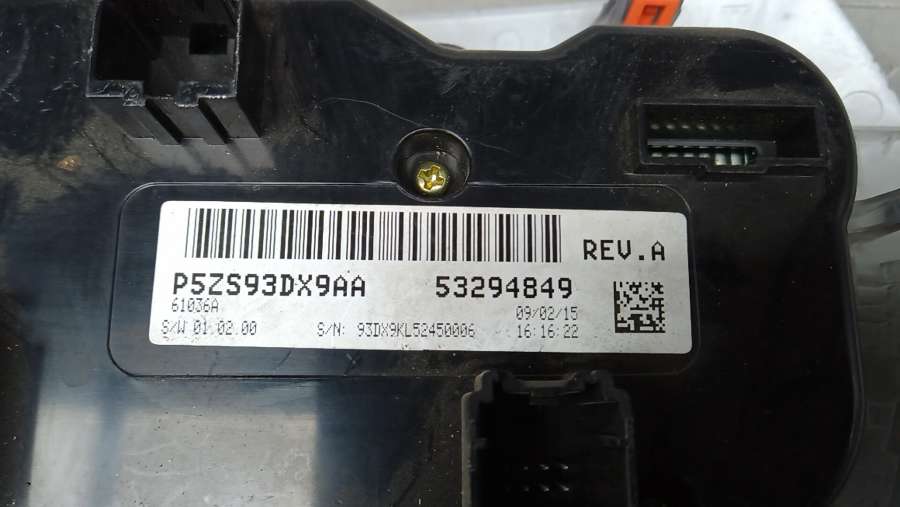 REV.A
P5ZS93DX9AA 53294849
61036A 09/02/15
S/W 01.02.00 S/N: 93DX9KL52450006 16:16:22